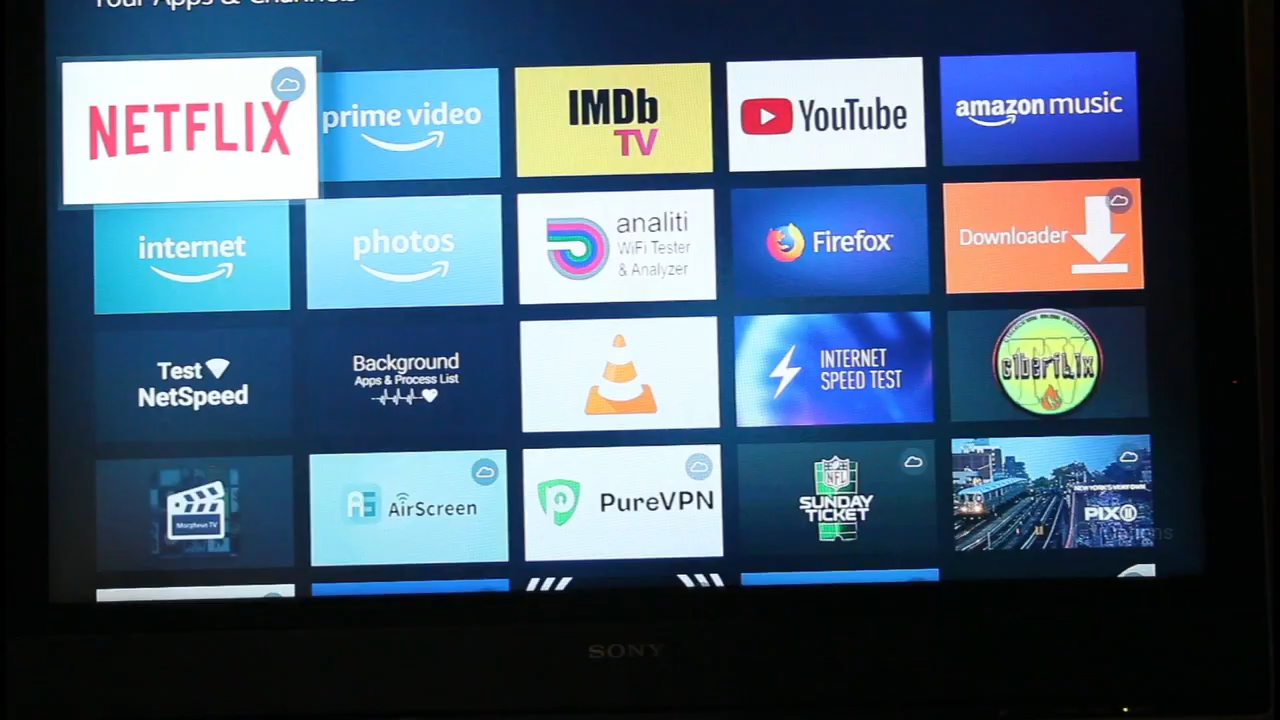 Your Apps & Channels
NETFLIX
prime video
IMDb
TV
YouTube
amazon music
internet
photos
analiti
WiFi Tester
& Analyzer
Firefox
Downloader
Test
NetSpeed
Background
Apps & Process List
INTERNET
SPEED TEST
Morpheus TV
AirScreen
PureVPN
NFL
SUNDAY
TICKET
PIX11
Options
SONY